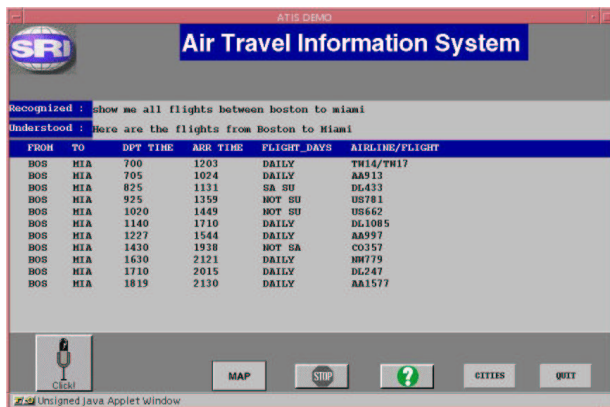 ATIS DEMO
SRI
Air Travel Information System
Recognized : show me all flights between boston to miami
Understood : Here are the flights from Boston to Miami
FROM TO DPT TIME ARR TIME FLIGHT_DAYS AIRLINE/FLIGHT
BOS MIA 700 1203 DAILY TW14/TW17
BOS MIA 705 1024 DAILY AA913
BOS MIA 825 1131 SA SU DL433
BOS MIA 925 1359 NOT SU US781
BOS MIA 1020 1449 NOT SU US662
BOS MIA 1140 1710 DAILY DL1085
BOS MIA 1227 1544 DAILY AA997
BOS MIA 1430 1938 NOT SA CO357
BOS MIA 1630 2121 DAILY NW779
BOS MIA 1710 2015 DAILY DL247
BOS MIA 1819 2130 DAILY AA1577
Click!
MAP
STOP
?
CITIES
QUIT
Unsigned Java Applet Window